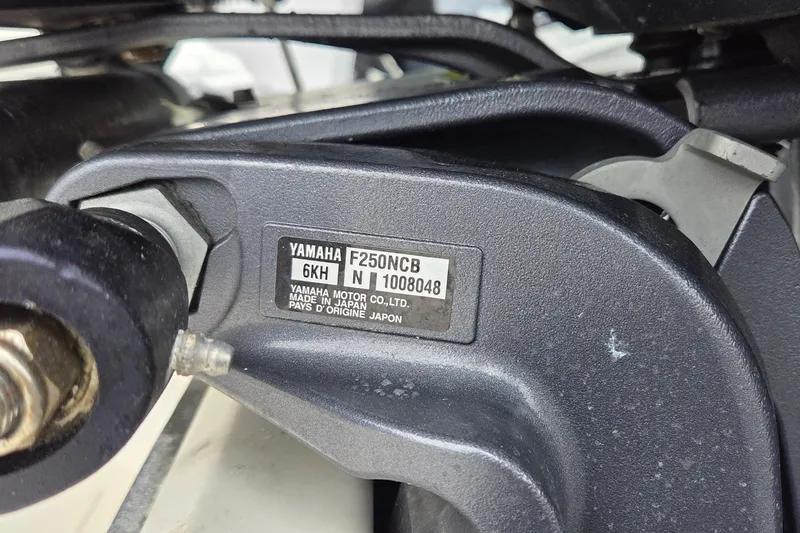 YAMAHA F250NCB
6KH N 1008048
YAMAHA MOTOR CO.,LTD.
MADE IN JAPAN
PAYS D'ORIGINE JAPON